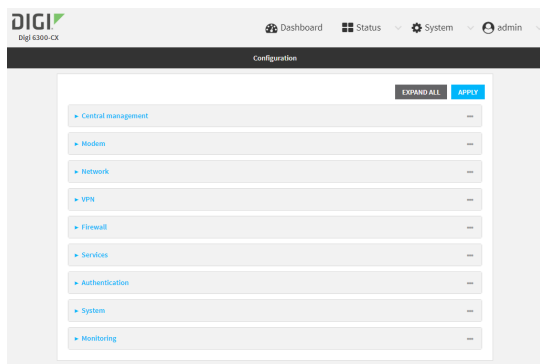 DIGI
Digi 6300-CX
Dashboard Status System admin
Configuration
EXPAND ALL APPLY
Central management
Modem
Network
VPN
Firewall
Services
Authentication
System
Monitoring